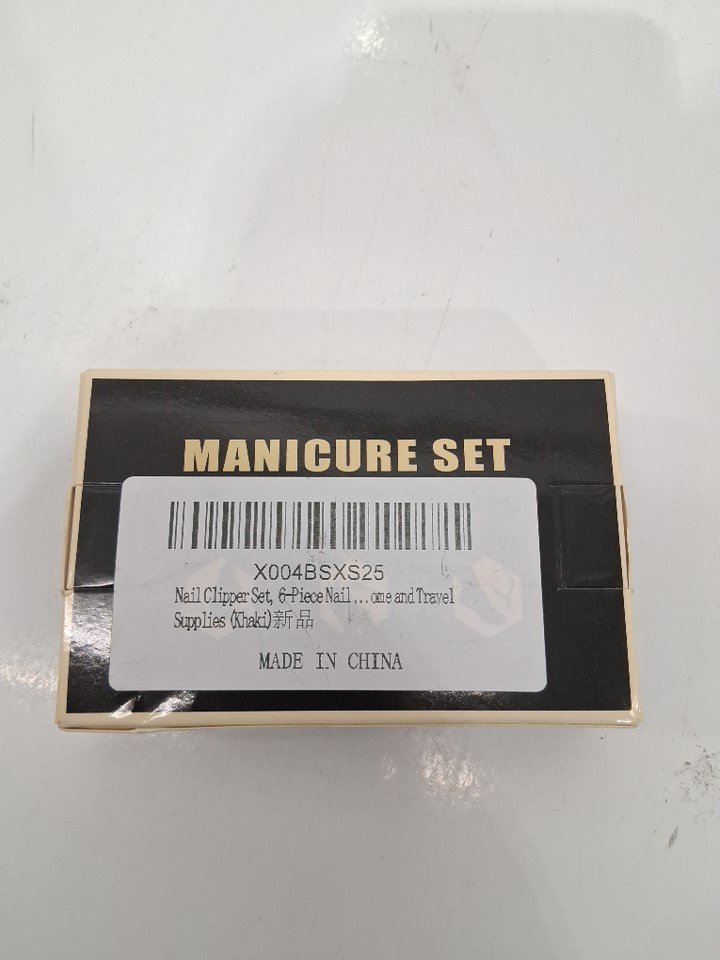 MANICURE SET
X004BSXS25
Nail Clipper Set, 6-Piece Nail ...ome and Travel
Supplies (Khaki)新品
MADE IN CHINA